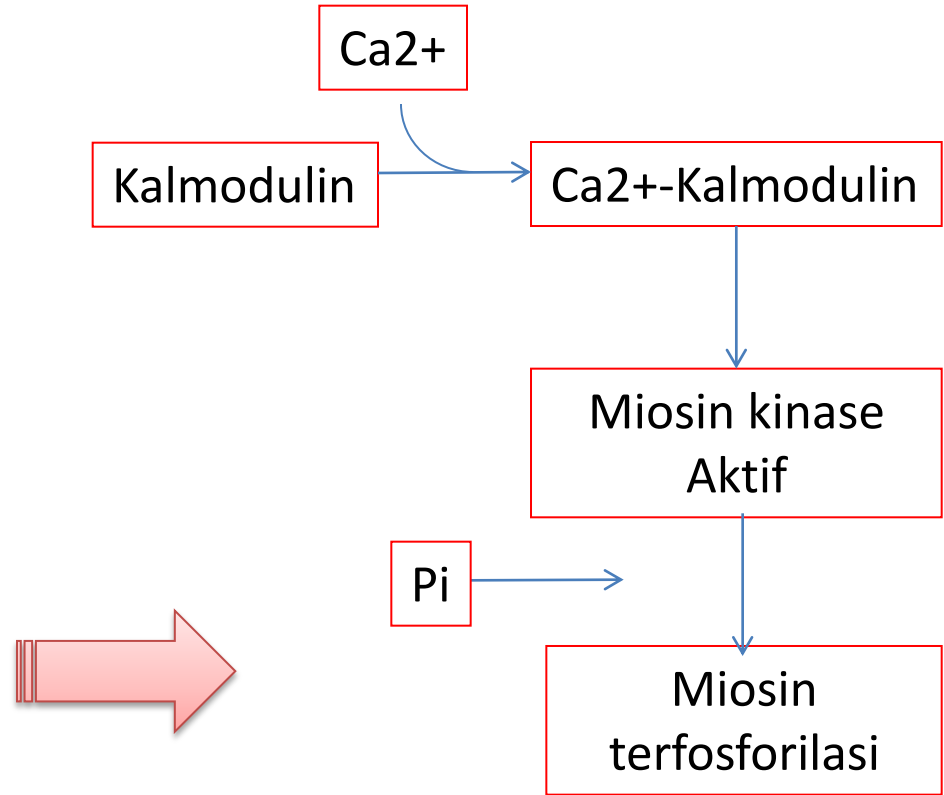 Ca2+
Kalmodulin
Ca2+-Kalmodulin
Miosin kinase
Aktif
Pi
Miosin
terfosforilasi